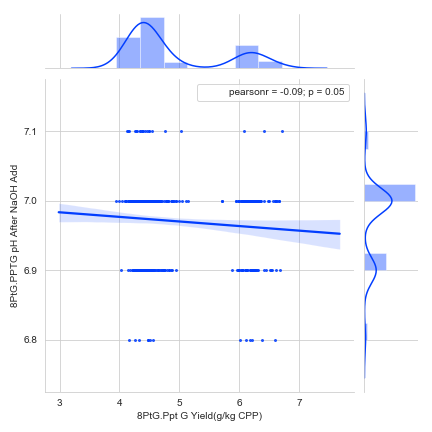 pearsonr = -0.09; p = 0.05
7.1
7.0
6.9
6.8
8PtG.PPTG pH After NaOH Add
3 4 5 6 7
8PtG.Ppt G Yield(g/kg CPP)